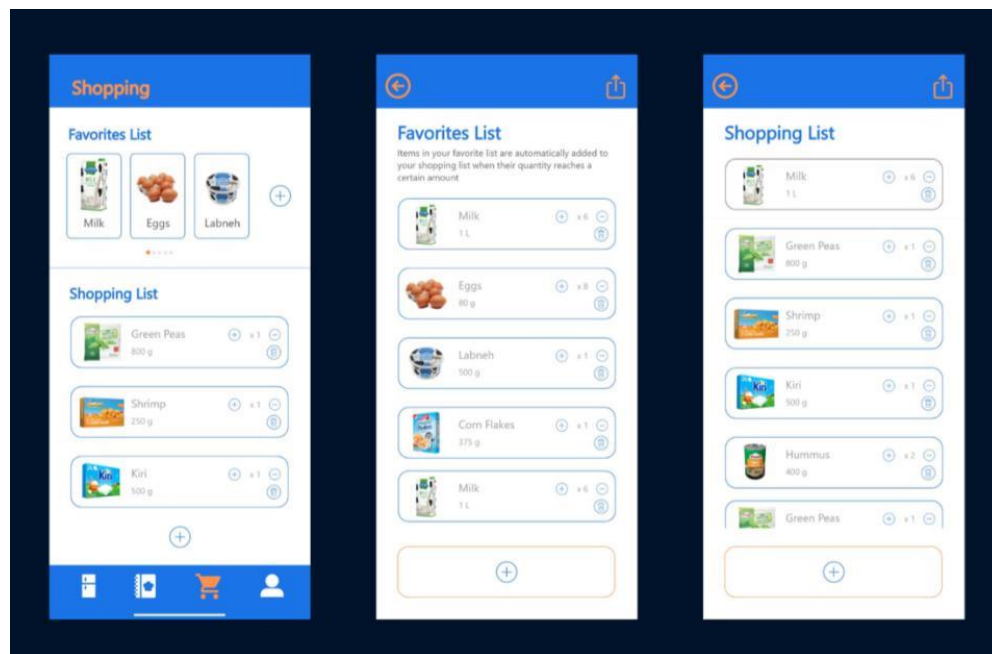 Shopping
Favorites List
Milk
Eggs
Labneh
Shopping List
Green Peas
x 1
800 g
Shrimp
x 1
250 g
Kiri
x 1
500 g
Favorites List
Items in your favorite list are automatically added to
your shopping list when their quantity reaches a
certain amount
Milk
x 6
1 L
Eggs
x 8
80 g
Labneh
x 1
500 g
Corn Flakes
x 1
375 g
Milk
x 6
1 L
Shopping List
Milk
x 6
1 L
Green Peas
x 1
800 g
Shrimp
x 1
250 g
Kiri
x 1
500 g
Hummus
x 2
400 g
Green Peas
x 1